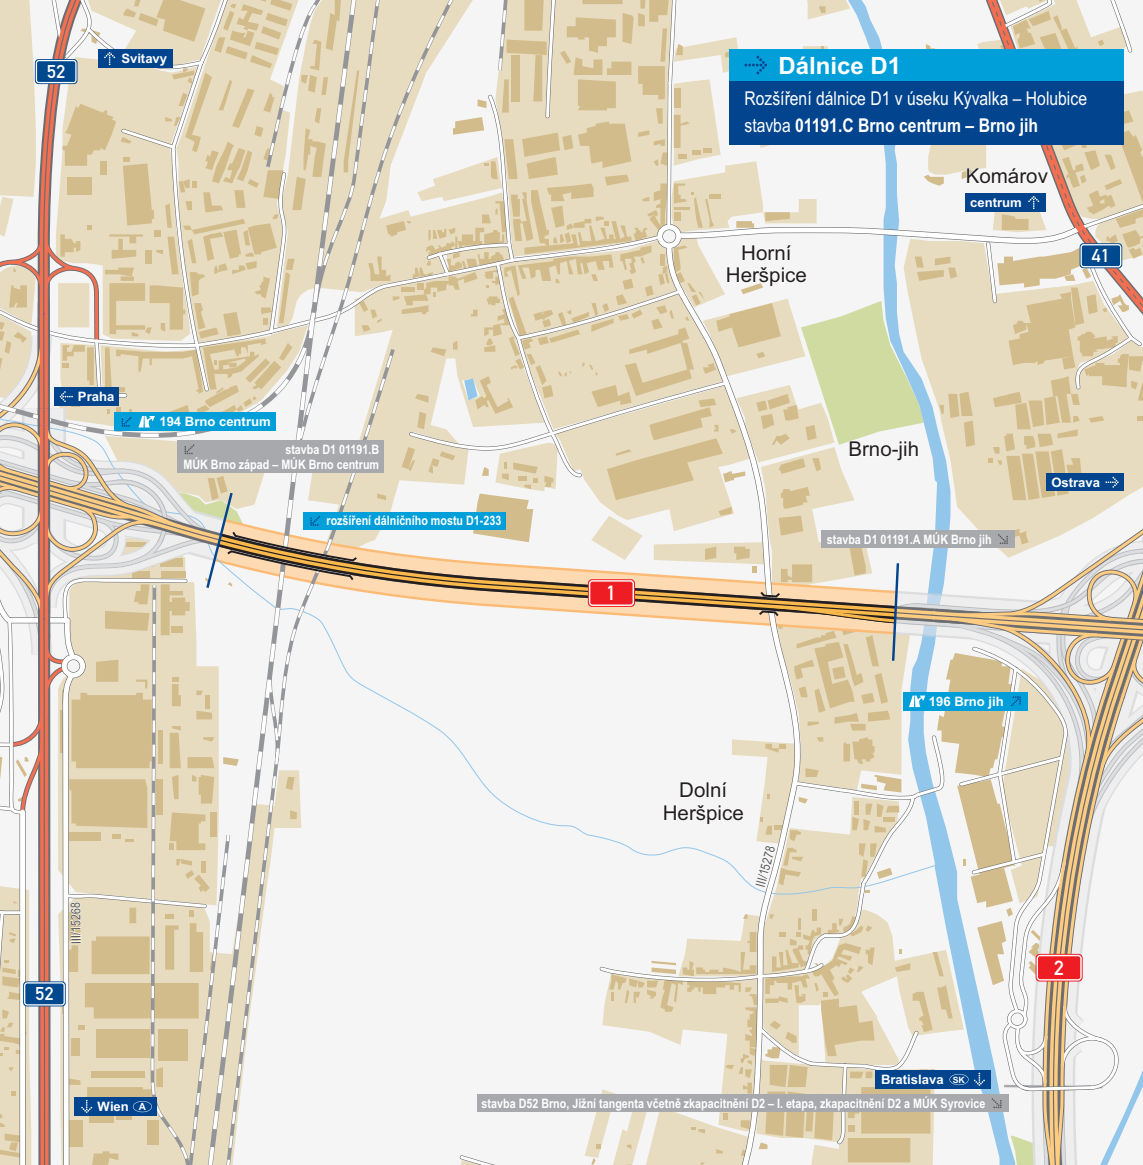 Dálnice D1
Rozšíření dálnice D1 v úseku Kývalka – Holubice
stavba 01191.C Brno centrum – Brno jih
Svitavy
52
Komárov
centrum
41
Horní
Heršpice
Praha
194 Brno centrum
stavba D1 01191.B
MÚK Brno západ – MÚK Brno centrum
Brno-jih
Ostrava
rozšíření dálničního mostu D1-233
stavba D1 01191.A MÚK Brno jih
1
196 Brno jih
Dolní
Heršpice
III/15278
III/15268
2
52
Bratislava SK
Wien A
stavba D52 Brno, Jižní tangenta včetně zkapacitnění D2 – I. etapa, zkapacitnění D2 a MÚK Syrovice